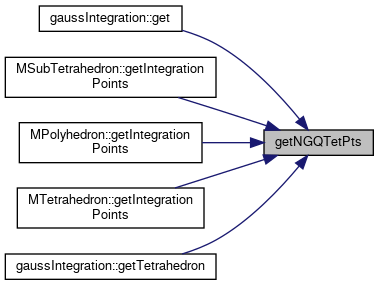 gaussIntegration::get
MSubTetrahedron::getIntegration
Points
MPolyhedron::getIntegration
Points
getNGQTetPts
MTetrahedron::getIntegration
Points
gaussIntegration::getTetrahedron